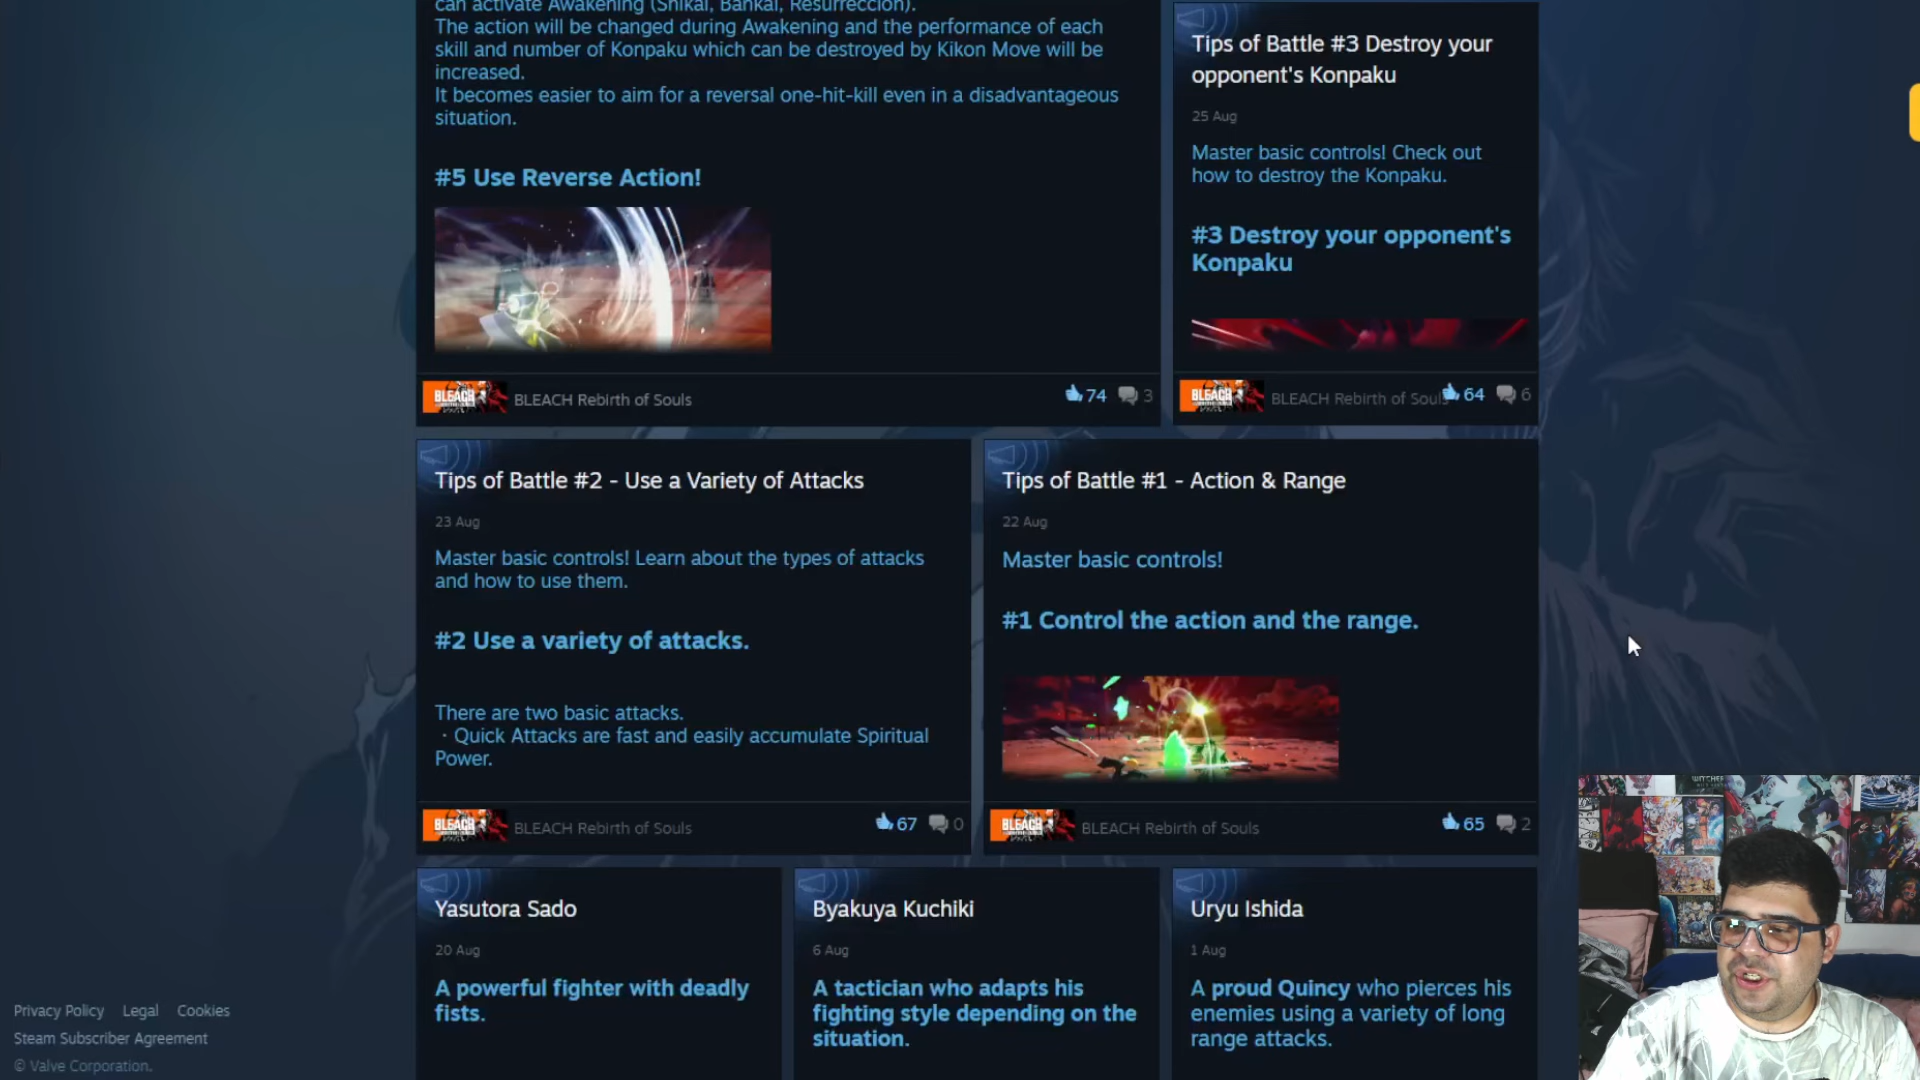 can activate Awakening (Shikai, Bankai, Resurreccion).
The action will be changed during Awakening and the performance of each
skill and number of Konpaku which can be destroyed by Kikon Move will be
increased.
It becomes easier to aim for a reversal one-hit-kill even in a disadvantageous
situation.
#5 Use Reverse Action!
BLEACH
BLEACH Rebirth of Souls
74
3
Tips of Battle #3 Destroy your
opponent's Konpaku
25 Aug
Master basic controls! Check out
how to destroy the Konpaku.
#3 Destroy your opponent's
Konpaku
BLEACH
BLEACH Rebirth of Souls
64
6
Tips of Battle #2 - Use a Variety of Attacks
23 Aug
Master basic controls! Learn about the types of attacks
and how to use them.
#2 Use a variety of attacks.
There are two basic attacks.
・Quick Attacks are fast and easily accumulate Spiritual
Power.
BLEACH
BLEACH Rebirth of Souls
67
0
Tips of Battle #1 - Action & Range
22 Aug
Master basic controls!
#1 Control the action and the range.
BLEACH
BLEACH Rebirth of Souls
65
2
Yasutora Sado
20 Aug
A powerful fighter with deadly
fists.
Byakuya Kuchiki
6 Aug
A tactician who adapts his
fighting style depending on the
situation.
Uryu Ishida
1 Aug
A proud Quincy who pierces his
enemies using a variety of long
range attacks.
Privacy Policy Legal Cookies
Steam Subscriber Agreement
© Valve Corporation.
WITCHER